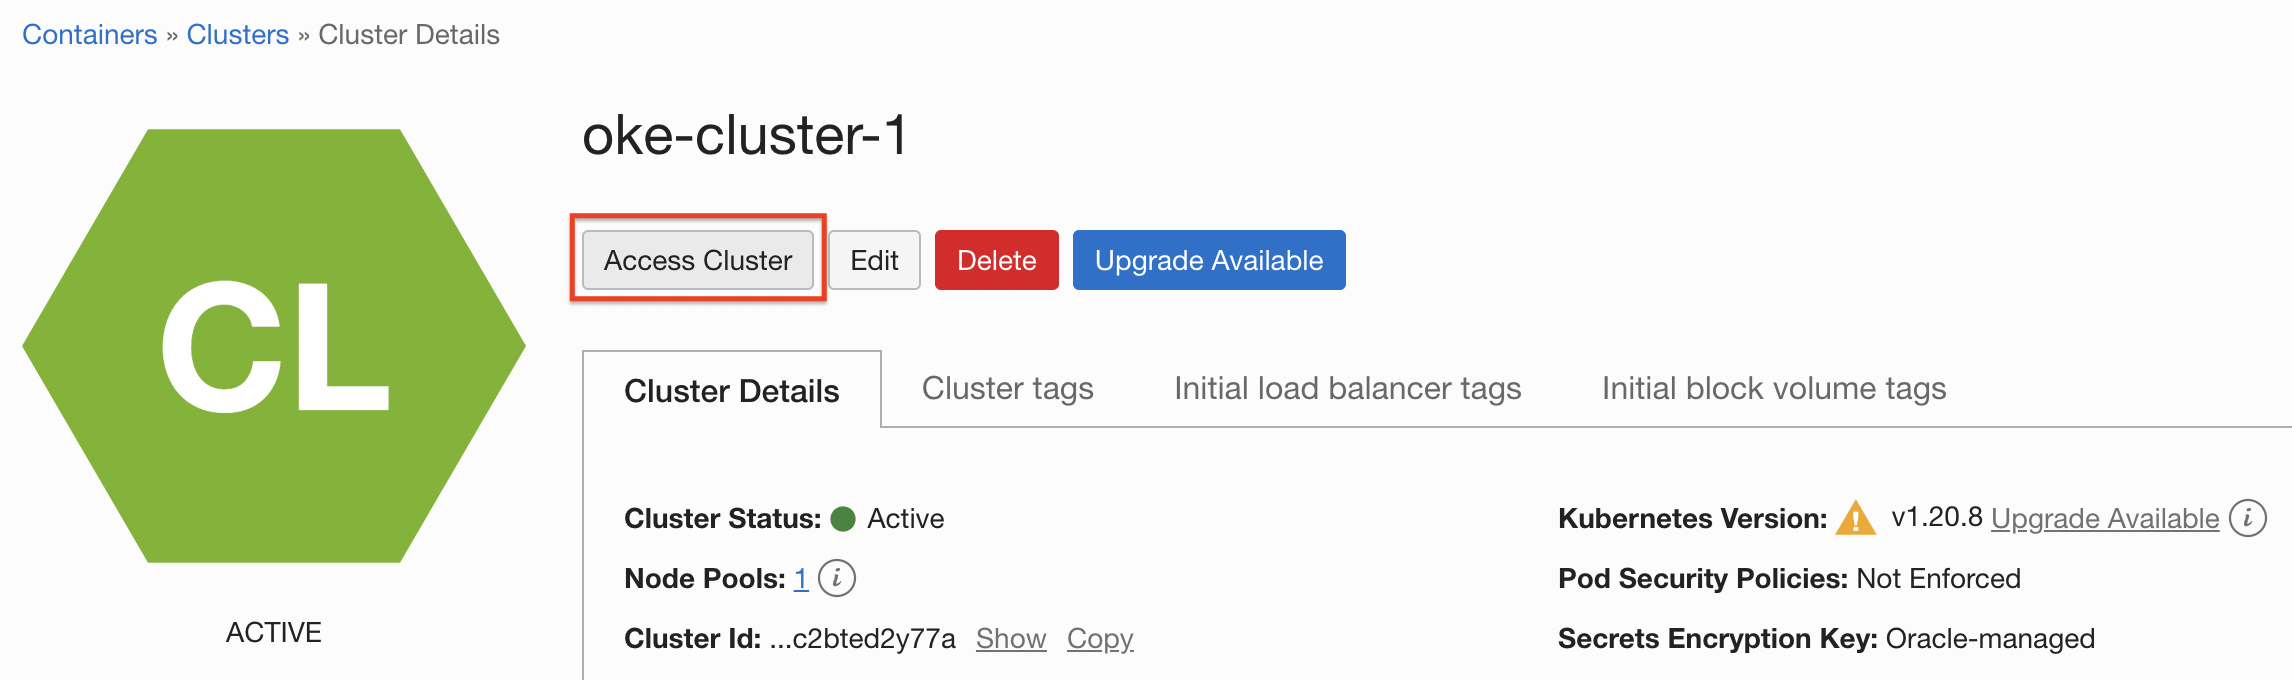 Containers » Clusters » Cluster Details
oke-cluster-1
Access Cluster Edit Delete Upgrade Available
CL
ACTIVE
Cluster Details Cluster tags Initial load balancer tags Initial block volume tags
Cluster Status: Active
Node Pools: 1 i
Cluster Id: ...c2bted2y77a Show Copy
Kubernetes Version: ! v1.20.8 Upgrade Available i
Pod Security Policies: Not Enforced
Secrets Encryption Key: Oracle-managed